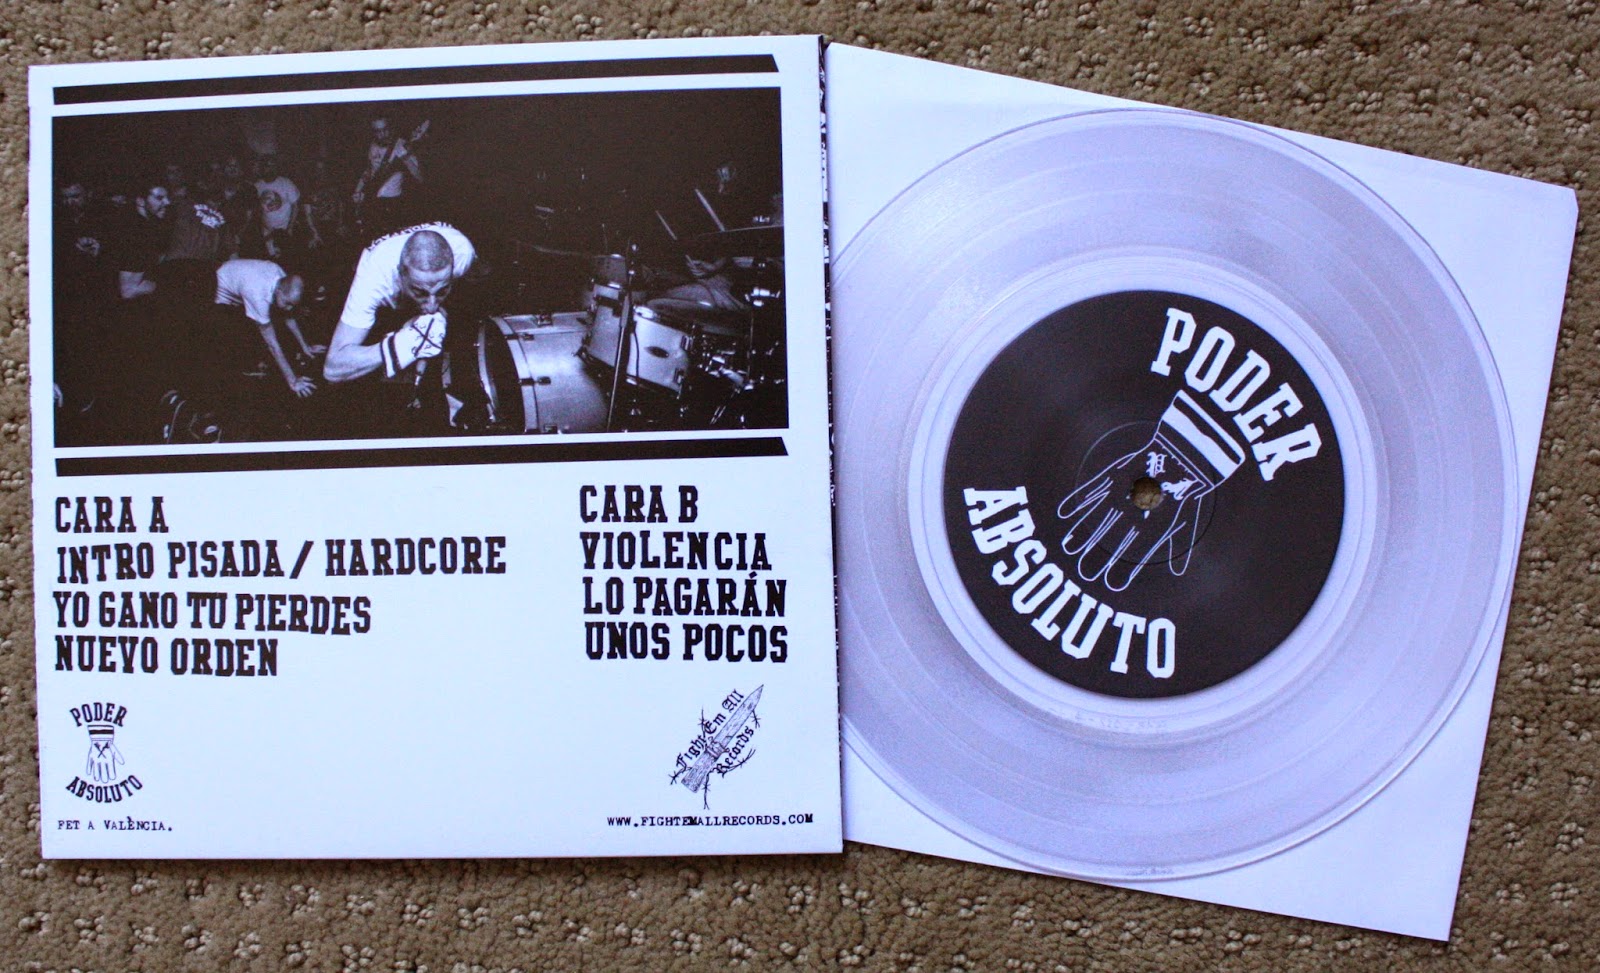 CARA A
INTRO PISADA / HARDCORE
YO GANO TU PIERDES
NUEVO ORDEN
CARA B
VIOLENCIA
LO PAGARÁN
UNOS POCOS
PODER
ABSOLUTO
FET A VALÈNCIA.
Fight Em All
Records
WWW.FIGHTEMALLRECORDS.COM
PODER
PA
ABSOLUTO